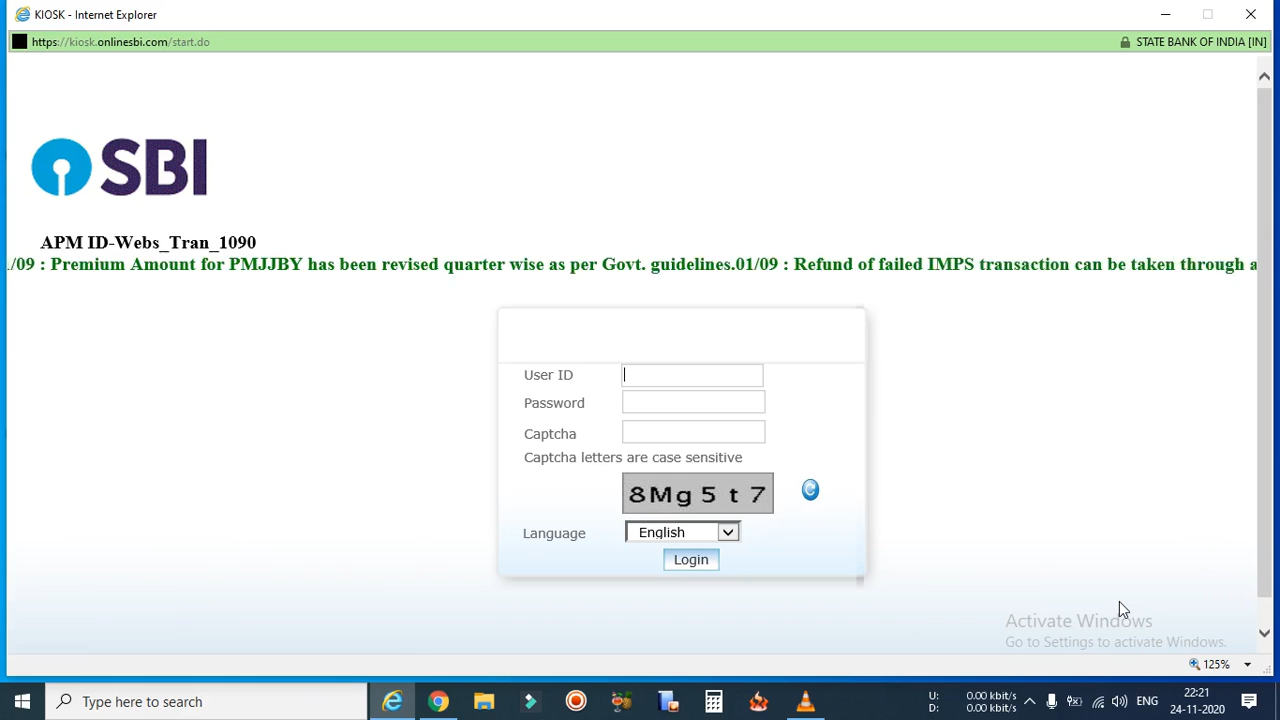 KIOSK - Internet Explorer
https://kiosk.onlinesbi.com/start.do
STATE BANK OF INDIA [IN]
SBI
APM ID-Webs_Tran_1090
/09 : Premium Amount for PMJJBY has been revised quarter wise as per Govt. guidelines.01/09 : Refund of failed IMPS transaction can be taken through a
User ID
Password
Captcha
Captcha letters are case sensitive
8Mg5t7
C
Language
English
Login
Activate Windows
Go to Settings to activate Windows.
125%
Type here to search
U: 0.00 kbit/s
D: 0.00 kbit/s
ENG
22:21
24-11-2020